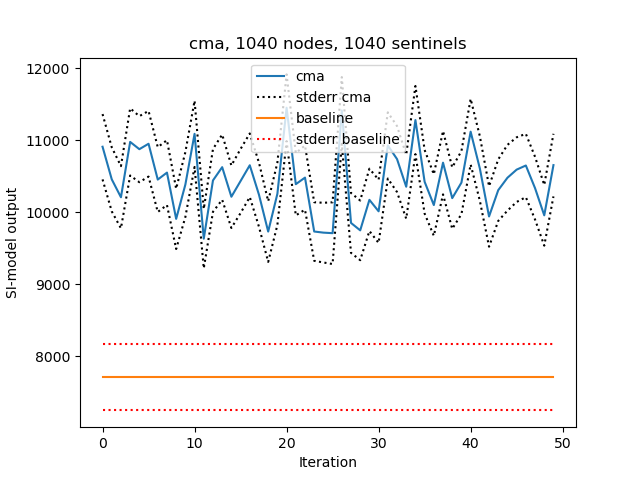 cma, 1040 nodes, 1040 sentinels
12000
11000
10000
9000
8000
SI-model output
cma
stderr cma
baseline
stderr baseline
0
10
20
30
40
50
Iteration